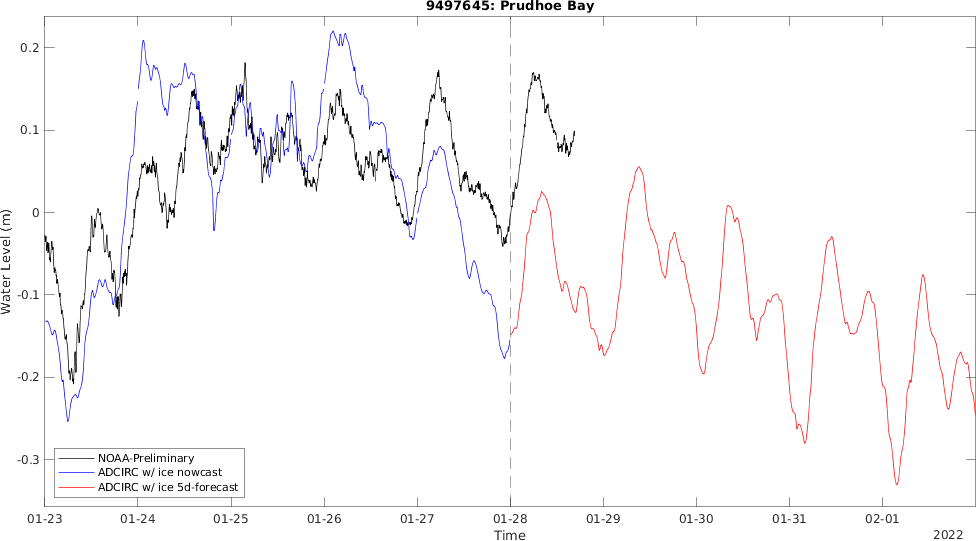 9497645: Prudhoe Bay
Water Level (m)
0.2
0.1
0
-0.1
-0.2
-0.3
NOAA-Preliminary
ADCIRC w/ ice nowcast
ADCIRC w/ ice 5d-forecast
01-23 01-24 01-25 01-26 01-27 01-28 01-29 01-30 01-31 02-01
Time
2022